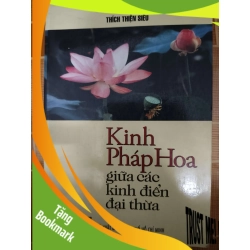 THÍCH THIỆN SIÊU
Kinh
Pháp Hoa
giữa các
kinh điển
đại thừa
Tặng
Bookmark